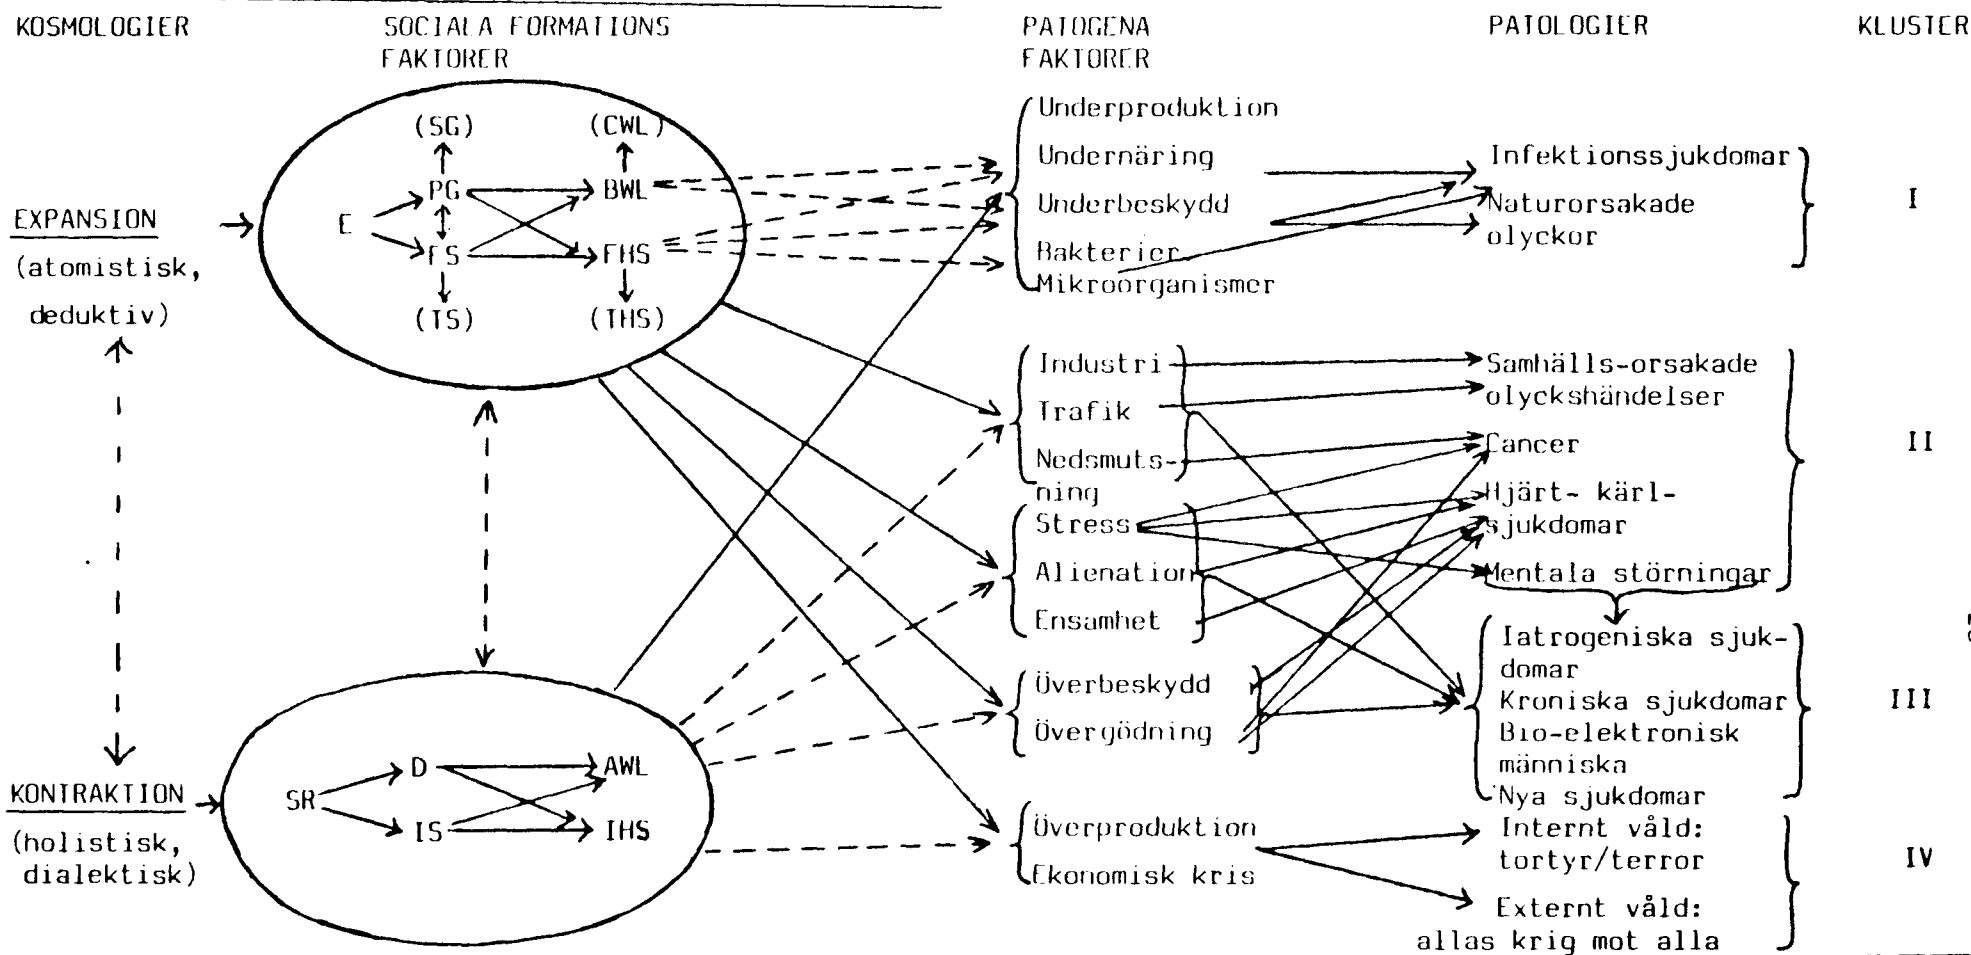 KOSMOLOGIER
SOCIALA FORMATIONS
FAKTORER
PATOGENA
FAKTORER
PATOLOGIER
KLUSTER
EXPANSION
(atomistisk,
deduktiv)
(SG) (CWL)
PG BWL
E
FS FHS
(TS) (THS)
Underproduktion
Undernäring
Underbeskydd
Bakterier
Mikroorganismer
Infektionssjukdomar
Naturorsakade
olyckor
I
Industri
Trafik
Nedsmuts-
ning
Stress
Alienation
Ensamhet
Samhälls-orsakade
olyckshändelser
Cancer
Hjärt- kärl-
sjukdomar
Mentala störningar
II
Överbeskydd
Övergödning
Iatrogeniska sjuk-
domar
Kroniska sjukdomar
Bio-elektronisk
människa
Nya sjukdomar
III
KONTRAKTION
(holistisk,
dialektisk)
D AWL
SR
IS IHS
Överproduktion
Ekonomisk kris
Internt våld:
tortyr/terror
Externt våld:
allas krig mot alla
IV